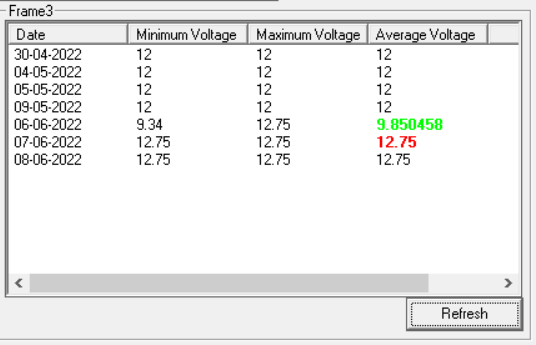 Frame3
Date Minimum Voltage Maximum Voltage Average Voltage
30-04-2022 12 12 12
04-05-2022 12 12 12
05-05-2022 12 12 12
09-05-2022 12 12 12
06-06-2022 9.34 12.75 9.850458
07-06-2022 12.75 12.75 12.75
08-06-2022 12.75 12.75 12.75
Refresh